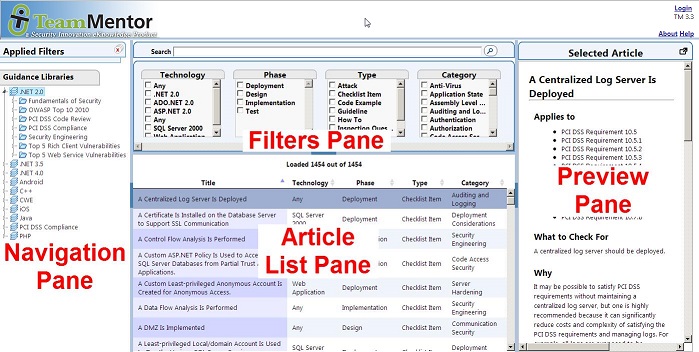 TeamMentor
a Security Innovation eKnowledge Product
Login
TM 3.3
About Help
Applied Filters
Guidance Libraries
.NET 2.0
Fundamentals of Security
OWASP Top 10 2010
PCI DSS Code Review
PCI DSS Compliance
Security Engineering
Top 5 Rich Client Vulnerabilities
Top 5 Web Service Vulnerabilities
.NET 3.5
.NET 4.0
Android
C++
CWE
iOS
Java
PCI DSS Compliance
PHP
Navigation
Pane
Search
Technology
Any
.NET 2.0
ADO.NET 2.0
ASP.NET 2.0
Any
SQL Server 2000
Web Application
Phase
Deployment
Design
Implementation
Test
Type
Attack
Checklist Item
Code Example
Guideline
How To
Inspection Ques...
Category
Anti-Virus
Application State
Assembly Level ...
Auditing and Lo...
Authentication
Authorization
Code Access Sec...
Filters Pane
Loaded 1454 out of 1454
Title Technology Phase Type Category
A Centralized Log Server Is Deployed Any Deployment Checklist Item Auditing and
Logging
A Certificate Is Installed on the Database Server SQL Server Deployment Checklist Item Deployment
to Support SSL Communication 2000 Considerations
A Control Flow Analysis Is Performed Checklist Item Security
Engineering
A Custom ASP.NET Policy Is Used to Access
SQL Server Databases from Partial Trust
Applications. Checklist Item Code Access
Security
A Custom Least-privileged Anonymous Account Is Web Deployment Checklist Item Server
Created for Anonymous Access. Application Hardening
A Data Flow Analysis Is Performed Any Implementation Checklist Item Security
Engineering
A DMZ Is Implemented Any Design Checklist Item Communication
Security
A Least-privileged Local/domain Account Is Used SQL Server Deployment Checklist Item Deployment
Article
List Pane
Selected Article
A Centralized Log Server Is
Deployed
Applies to
PCI DSS Requirement 10.5
PCI DSS Requirement 10.5.1
PCI DSS Requirement 10.5.2
PCI DSS Requirement 10.5.3
Preview
Pane
What to Check For
A centralized log server should be deployed.
Why
It may be possible to satisfy PCI DSS
requirements without maintaining a
centralized log server, but one is highly
recommended because it can significantly
reduce costs and complexity of satisfying the
PCI DSS requirements and managing logs. For